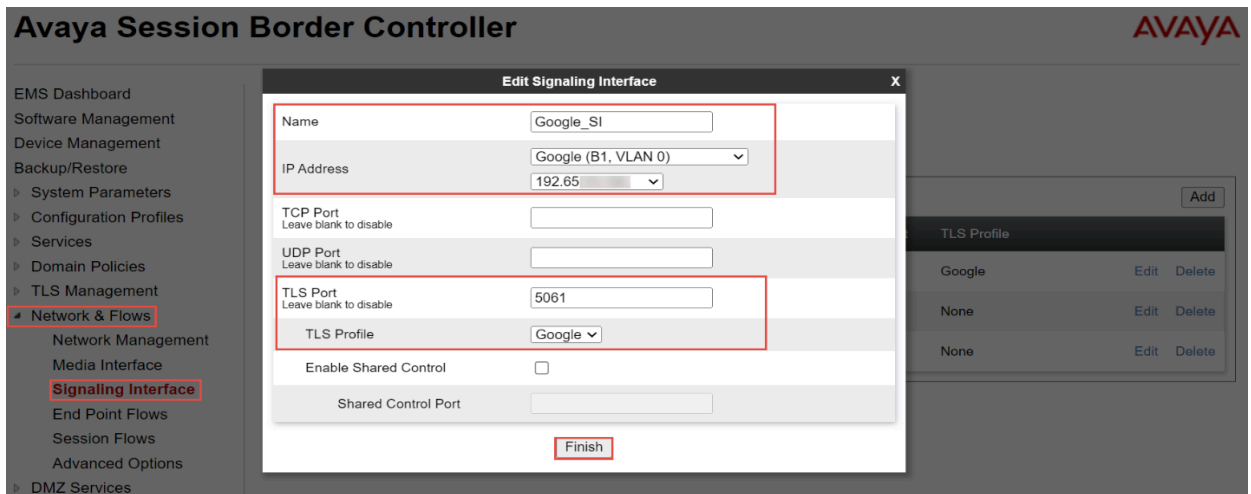 Avaya Session Border Controller
AVAYA
Edit Signaling Interface
X
EMS Dashboard
Software Management
Device Management
Backup/Restore
System Parameters
Configuration Profiles
Services
Domain Policies
TLS Management
Network & Flows
Network Management
Media Interface
Signaling Interface
End Point Flows
Session Flows
Advanced Options
DMZ Services
Name
Google_SI
IP Address
Google (B1, VLAN 0)
192.65
TCP Port
Leave blank to disable
UDP Port
Leave blank to disable
TLS Port
Leave blank to disable
5061
TLS Profile
Google
Enable Shared Control
Shared Control Port
Finish
Add
TLS Profile
Google Edit Delete
None Edit Delete
None Edit Delete